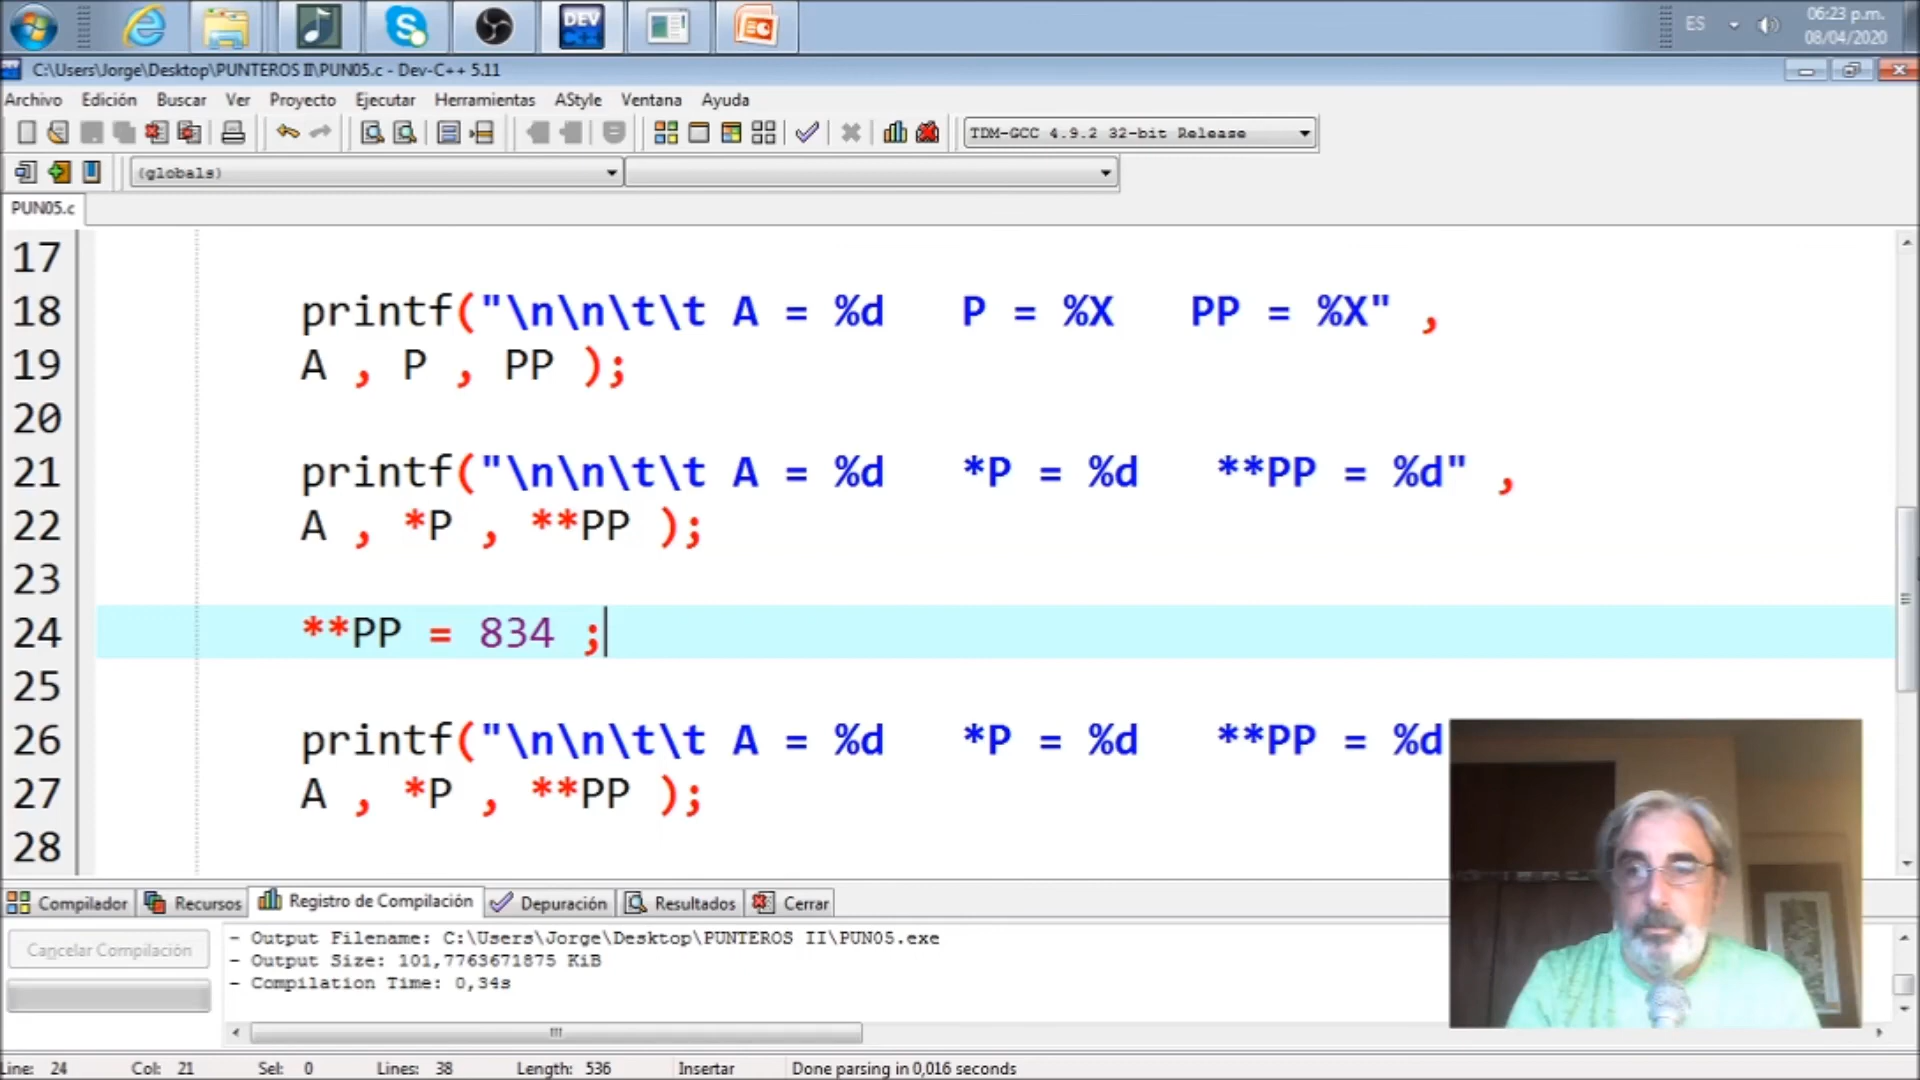 ES
06:23 p.m.
08/04/2020
DEV
C++
C:\Users\Jorge\Desktop\PUNTEROS II\PUN05.c - Dev-C++ 5.11
Archivo Edición Buscar Ver Proyecto Ejecutar Herramientas AStyle Ventana Ayuda
TDM-GCC 4.9.2 32-bit Release
(globals)
PUN05.c
17
18 printf("\n\n\t\t A = %d P = %X PP = %X" ,
19 A , P , PP );
20
21 printf("\n\n\t\t A = %d *P = %d **PP = %d" ,
22 A , *P , **PP );
23
24 **PP = 834 ;
25
26 printf("\n\n\t\t A = %d *P = %d **PP = %d
27 A , *P , **PP );
28
Compilador Recursos Registro de Compilación Depuración Resultados Cerrar
Cancelar Compilación
- Output Filename: C:\Users\Jorge\Desktop\PUNTEROS II\PUN05.exe
- Output Size: 101,7763671875 KiB
- Compilation Time: 0,34s
Line: 24 Col: 21 Sel: 0 Lines: 38 Length: 536 Insertar Done parsing in 0,016 seconds